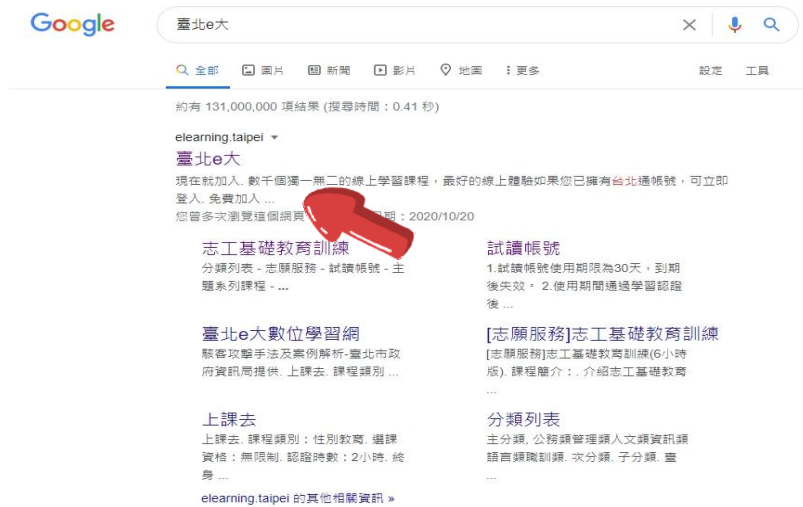 Google
臺北e大
全部 圖片 新聞 影片 地圖 更多 設定 工具
約有 131,000,000 項結果 (搜尋時間:0.41 秒)
elearning.taipei
臺北e大
現在就加入. 數千個獨一無二的線上學習課程,最好的線上體驗如果您已擁有台北通帳號,可立即
登入. 免費加入 ...
您曾多次瀏覽這個網頁 日期:2020/10/20
志工基礎教育訓練
分類列表 - 志願服務 - 試讀帳號 - 主
題系列課程 - ...
試讀帳號
1.試讀帳號使用期限為30天,到期
後失效。 2.使用期間通過學習認證
後 ...
臺北e大數位學習網
駭客攻擊手法及案例解析-臺北市政
府資訊局提供. 上課去. 課程類別 ...
[志願服務]志工基礎教育訓練
[志願服務]志工基礎教育訓練(6小時
版). 課程簡介:. 介紹志工基礎教育
...
上課去
上課去. 課程類別:性別教育. 選課
資格:無限制. 認證時數:2小時. 終
身 ...
分類列表
主分類, 公務類管理類人文類資訊類
語言類職訓類. 次分類. 子分類. 臺
...
elearning.taipei 的其他相關資訊 »